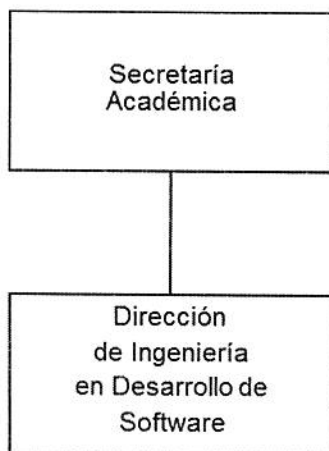 Secretaría
Académica
Dirección
de Ingeniería
en Desarrollo de
Software